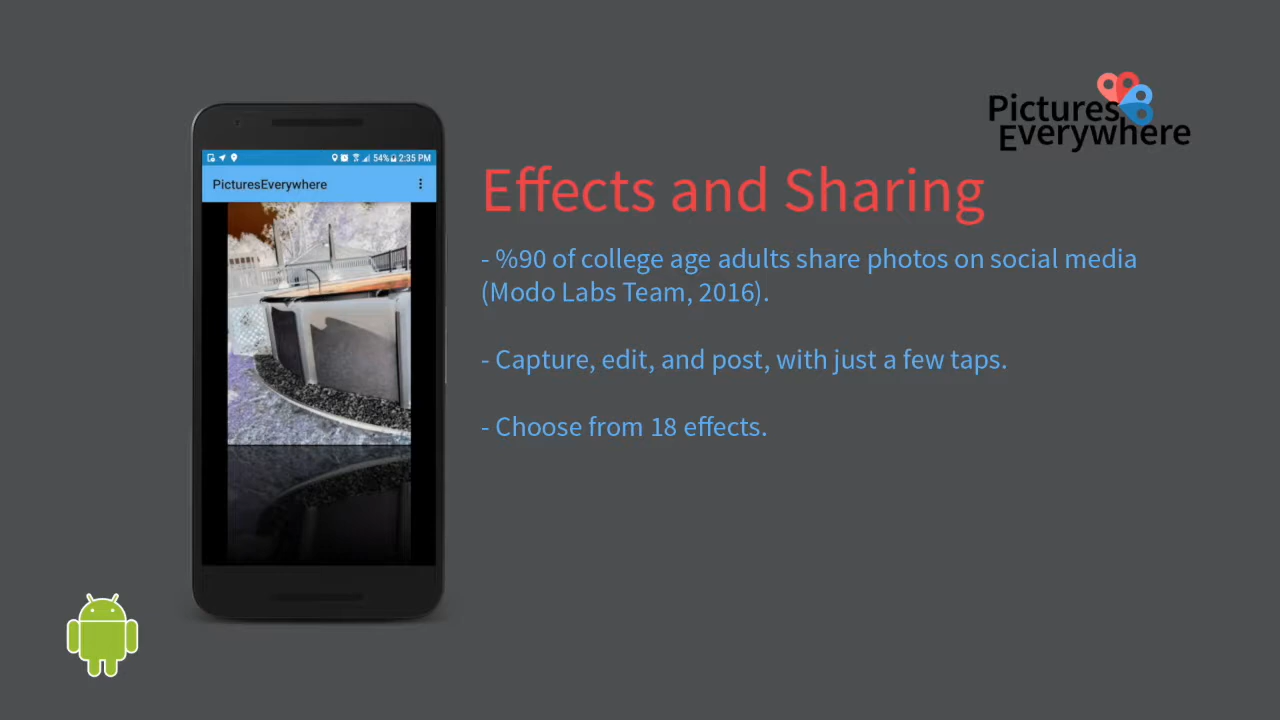 Pictures
Everywhere
54% 2:35 PM
PicturesEverywhere
Effects and Sharing
- %90 of college age adults share photos on social media
(Modo Labs Team, 2016).
- Capture, edit, and post, with just a few taps.
- Choose from 18 effects.